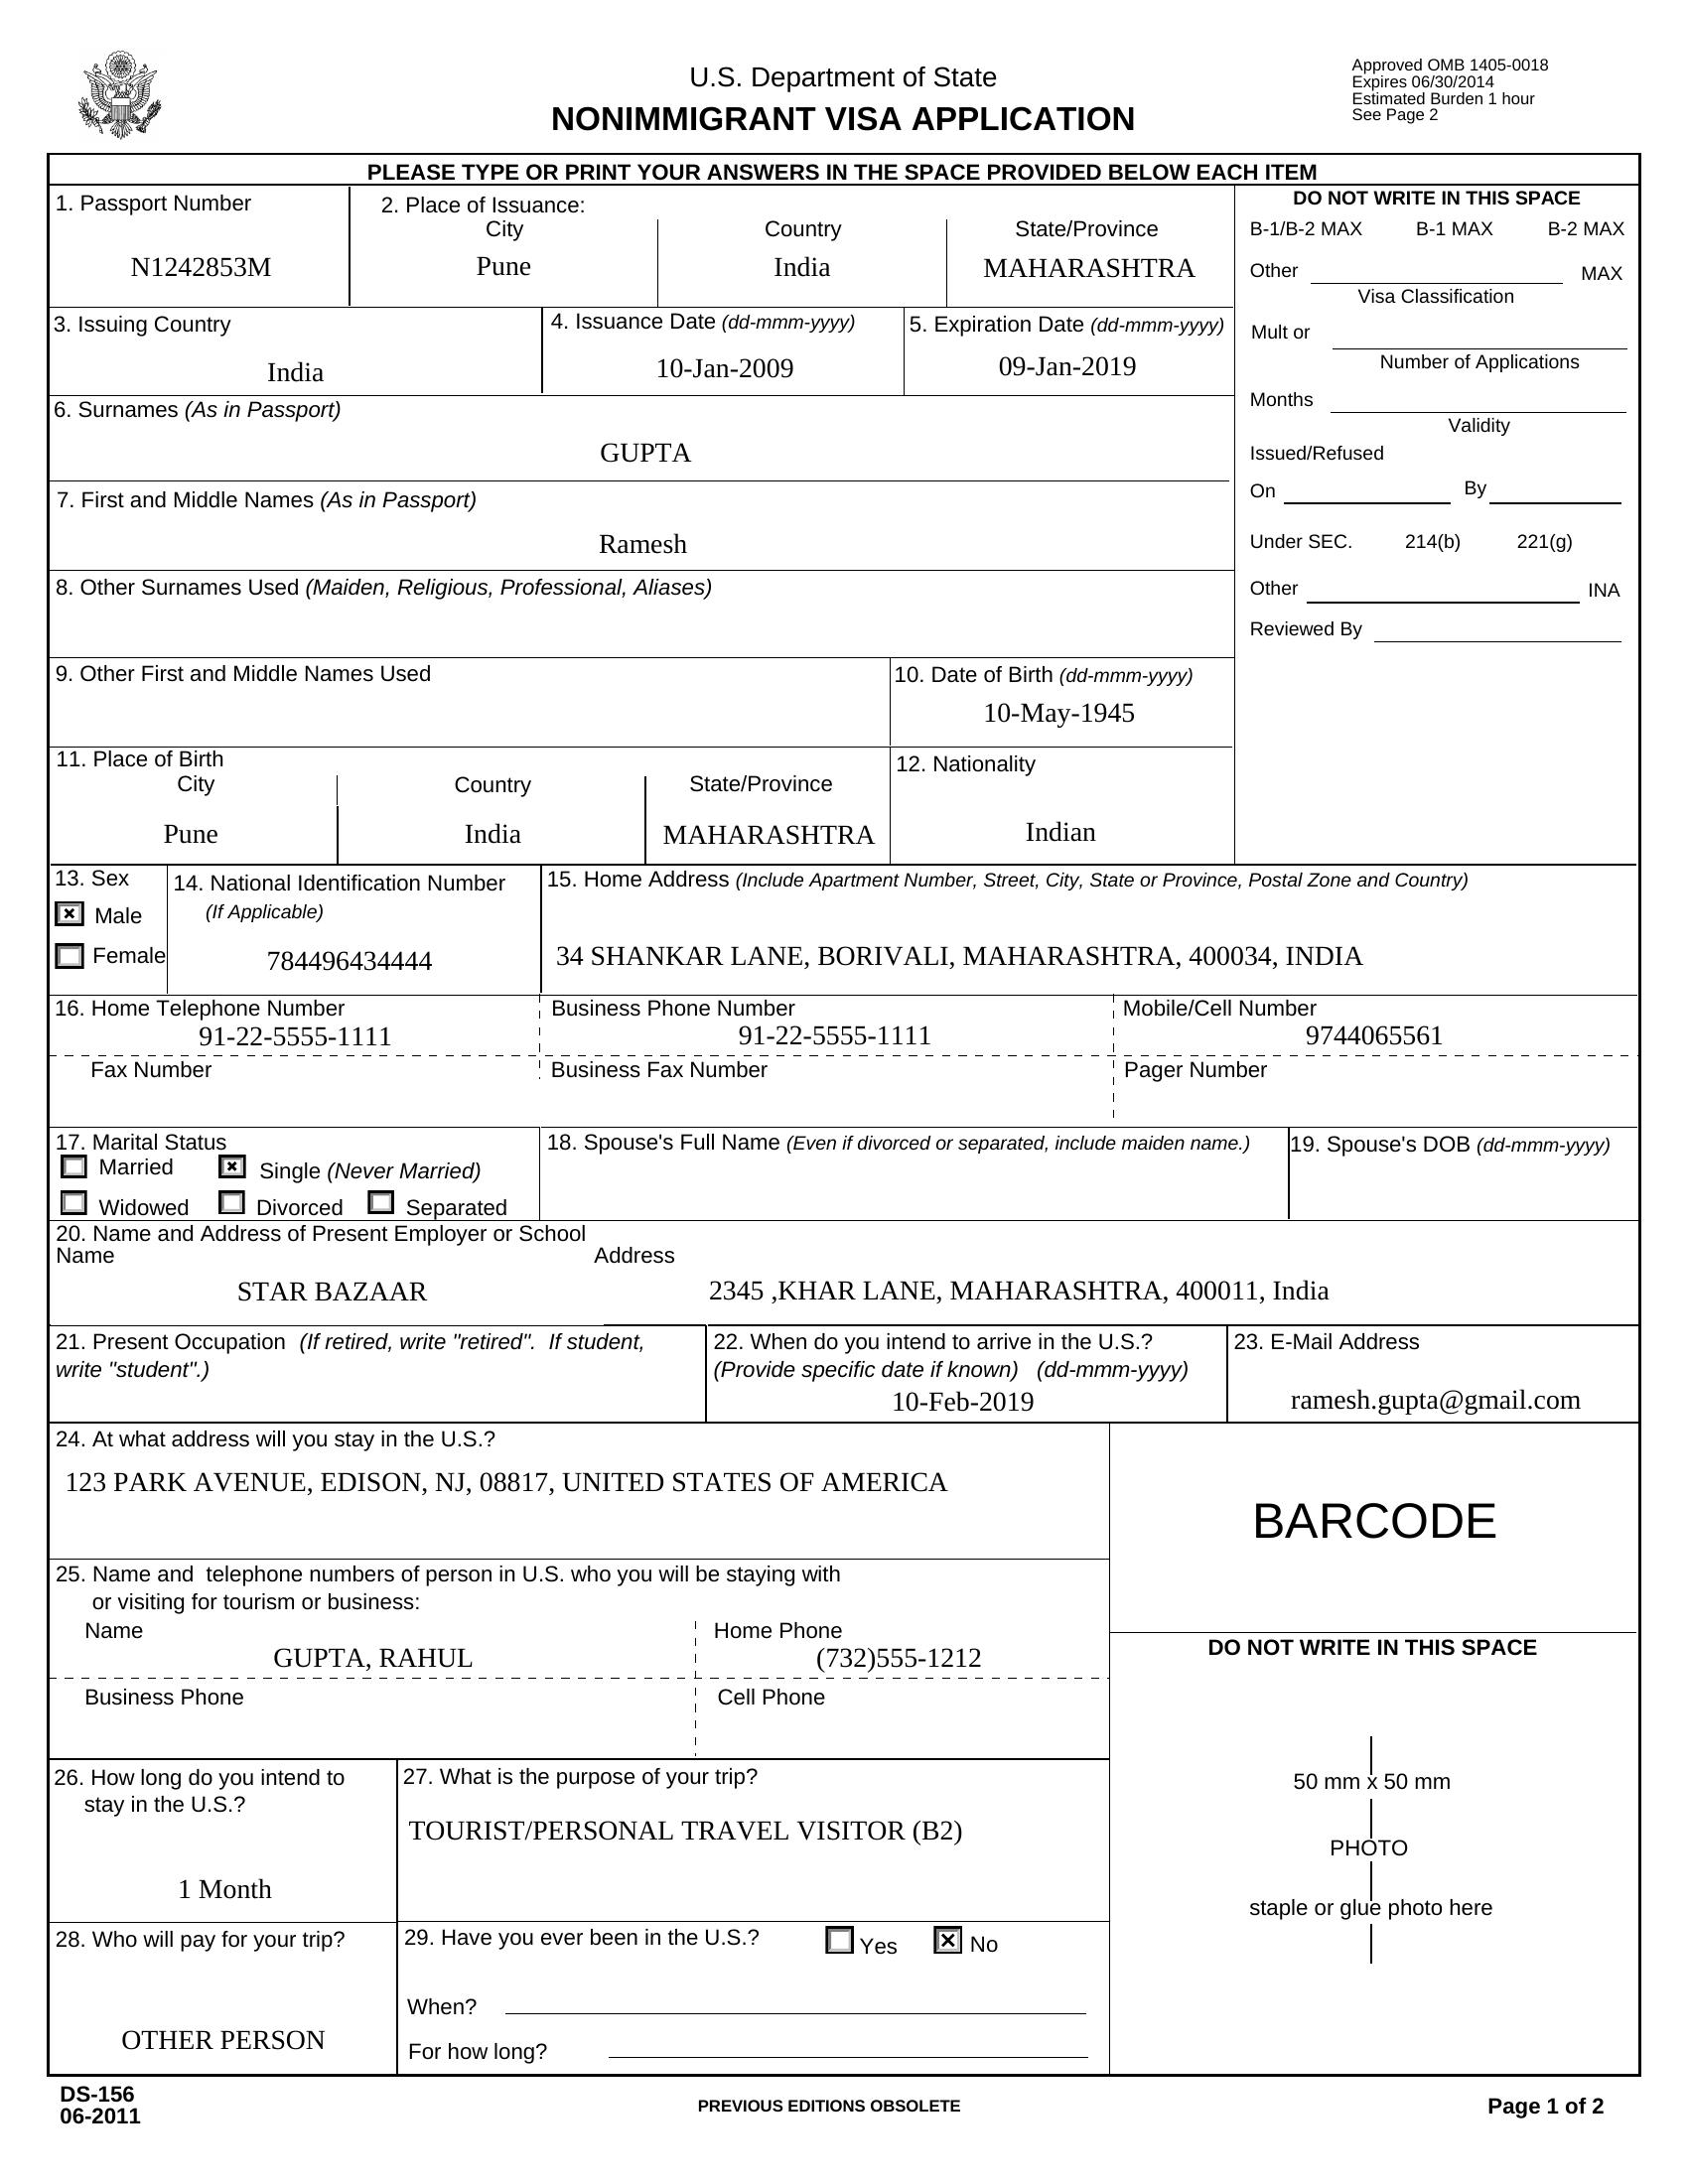 U.S. Department of State
NONIMMIGRANT VISA APPLICATION
Approved OMB 1405-0018
Expires 06/30/2014
Estimated Burden 1 hour
See Page 2
PLEASE TYPE OR PRINT YOUR ANSWERS IN THE SPACE PROVIDED BELOW EACH ITEM
1. Passport Number
N1242853M
2. Place of Issuance:
City Country State/Province
Pune India MAHARASHTRA
DO NOT WRITE IN THIS SPACE
B-1/B-2 MAX B-1 MAX B-2 MAX
Other MAX
Visa Classification
Mult or
Number of Applications
Months
Validity
Issued/Refused
On By
Under SEC. 214(b) 221(g)
Other INA
Reviewed By
3. Issuing Country
India
4. Issuance Date (dd-mmm-yyyy)
10-Jan-2009
5. Expiration Date (dd-mmm-yyyy)
09-Jan-2019
6. Surnames (As in Passport)
GUPTA
7. First and Middle Names (As in Passport)
Ramesh
8. Other Surnames Used (Maiden, Religious, Professional, Aliases)
9. Other First and Middle Names Used
10. Date of Birth (dd-mmm-yyyy)
10-May-1945
11. Place of Birth
City Country State/Province
Pune India MAHARASHTRA
12. Nationality
Indian
13. Sex
Male
Female
14. National Identification Number
(If Applicable)
784496434444
15. Home Address (Include Apartment Number, Street, City, State or Province, Postal Zone and Country)
34 SHANKAR LANE, BORIVALI, MAHARASHTRA, 400034, INDIA
16. Home Telephone Number
91-22-5555-1111
Business Phone Number
91-22-5555-1111
Mobile/Cell Number
9744065561
Fax Number
Business Fax Number
Pager Number
17. Marital Status
Married Single (Never Married)
Widowed Divorced Separated
18. Spouse's Full Name (Even if divorced or separated, include maiden name.)
19. Spouse's DOB (dd-mmm-yyyy)
20. Name and Address of Present Employer or School
Name Address
STAR BAZAAR 2345 ,KHAR LANE, MAHARASHTRA, 400011, India
21. Present Occupation (If retired, write "retired". If student,
write "student".)
22. When do you intend to arrive in the U.S.?
(Provide specific date if known) (dd-mmm-yyyy)
10-Feb-2019
23. E-Mail Address
ramesh.gupta@gmail.com
24. At what address will you stay in the U.S.?
123 PARK AVENUE, EDISON, NJ, 08817, UNITED STATES OF AMERICA
BARCODE
25. Name and telephone numbers of person in U.S. who you will be staying with
or visiting for tourism or business:
Name Home Phone
GUPTA, RAHUL (732)555-1212
Business Phone Cell Phone
DO NOT WRITE IN THIS SPACE
50 mm x 50 mm
PHOTO
staple or glue photo here
26. How long do you intend to
stay in the U.S.?
1 Month
27. What is the purpose of your trip?
TOURIST/PERSONAL TRAVEL VISITOR (B2)
28. Who will pay for your trip?
OTHER PERSON
29. Have you ever been in the U.S.? Yes No
When?
For how long?
DS-156
06-2011
PREVIOUS EDITIONS OBSOLETE
Page 1 of 2